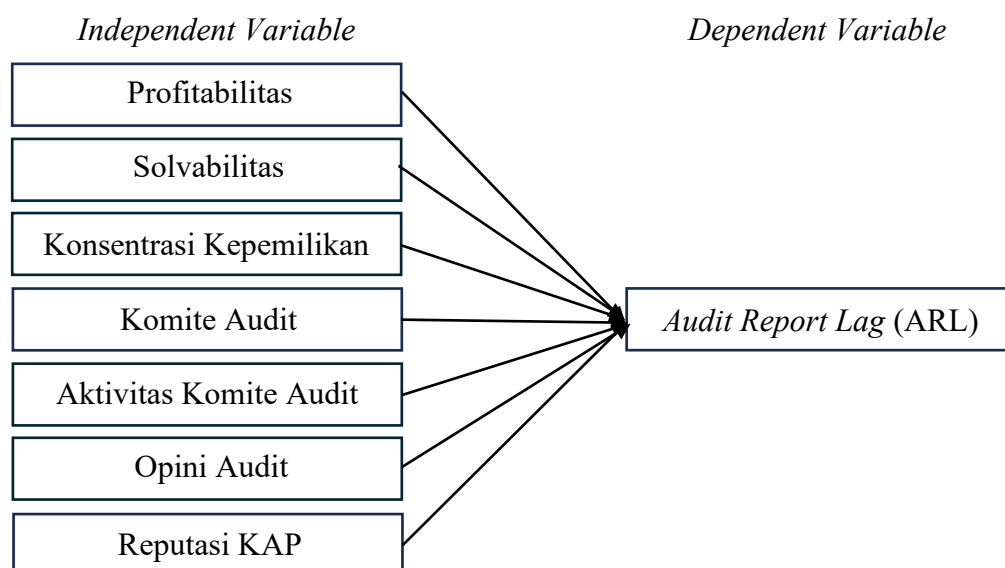 Independent Variable
Dependent Variable
Profitabilitas
Solvabilitas
Konsentrasi Kepemilikan
Komite Audit
Audit Report Lag (ARL)
Aktivitas Komite Audit
Opini Audit
Reputasi KAP